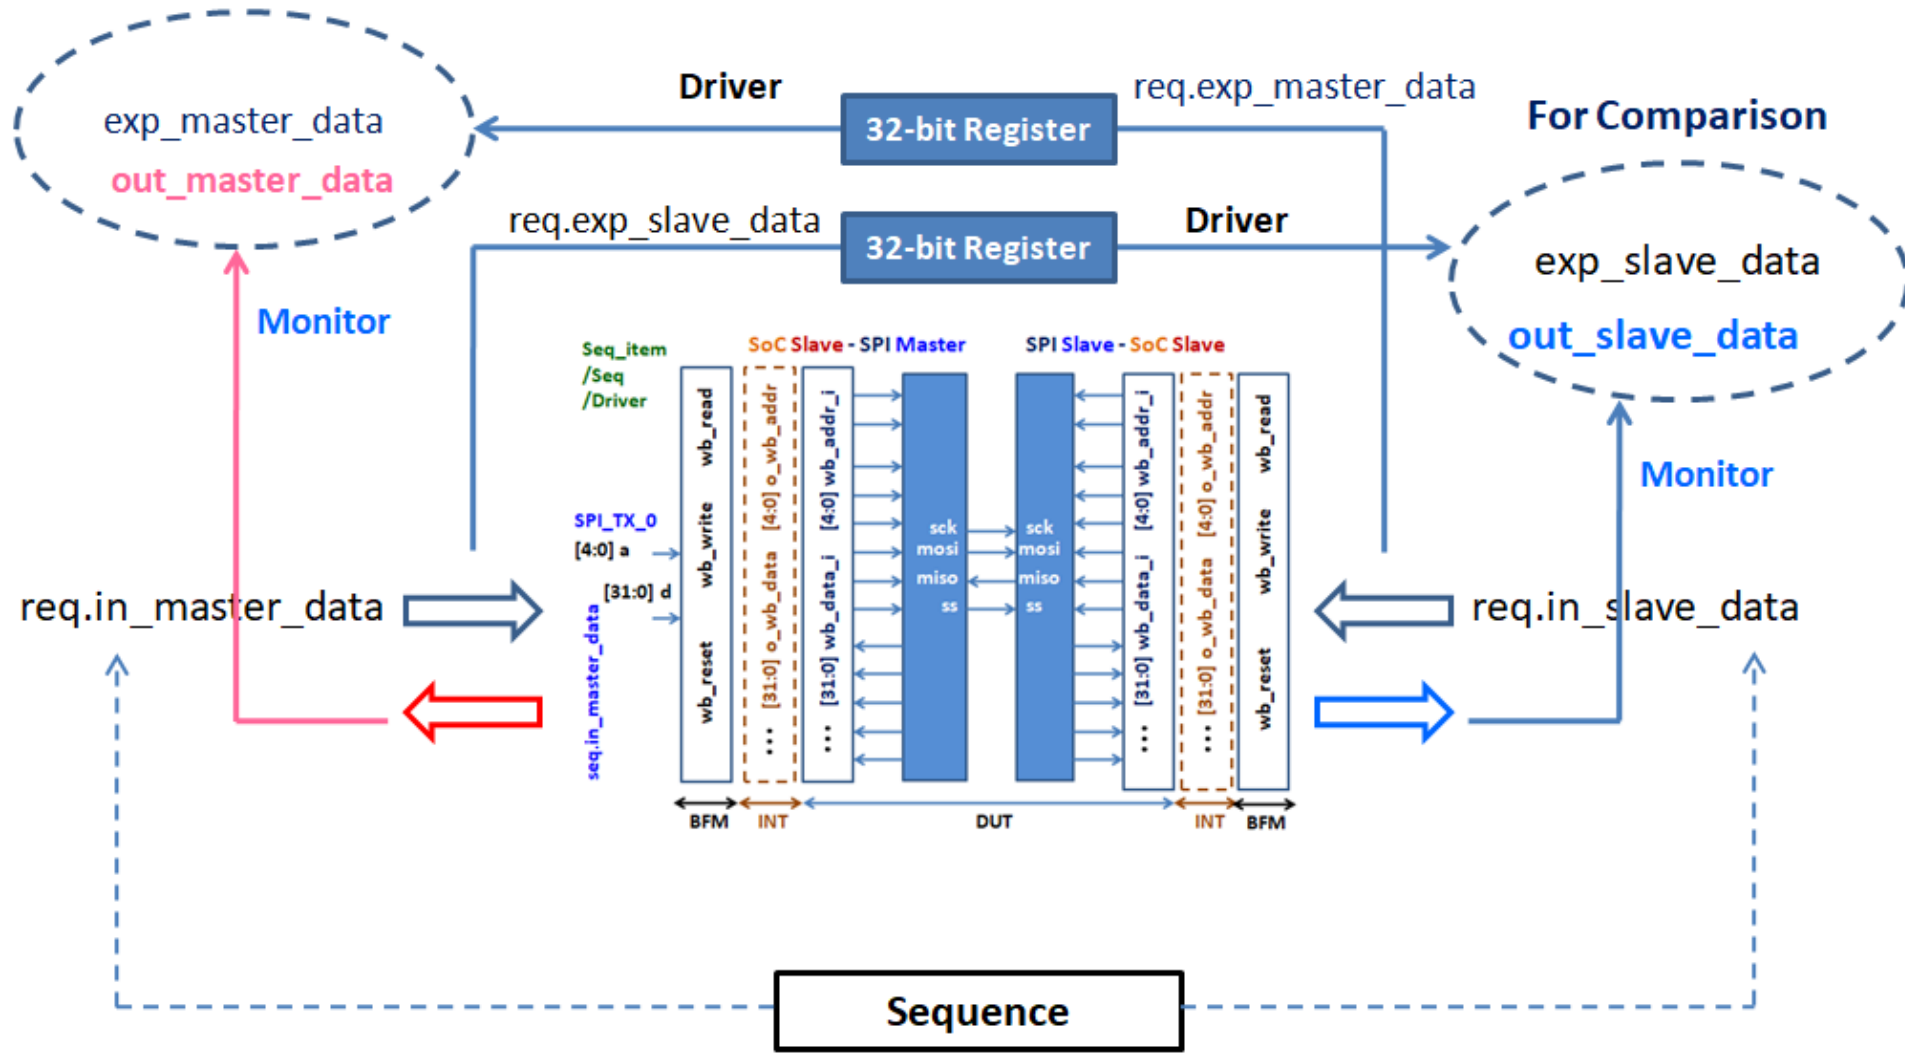 Driver
req.exp_master_data
exp_master_data
32-bit Register
For Comparison
out_master_data
req.exp_slave_data
32-bit Register
Driver
exp_slave_data
Monitor
out_slave_data
Seq_item
/Seq
/Driver
SoC Slave - SPI Master
SPI Slave - SoC Slave
wb_read
wb_write
wb_reset
[4:0] o_wb_addr
[31:0] o_wb_data
...
[4:0] wb_addr_i
[31:0] wb_data_i
...
sck
mosi
miso
ss
sck
mosi
miso
ss
[4:0] wb_addr_i
[31:0] wb_data_i
...
[4:0] o_wb_addr
[31:0] o_wb_data
...
wb_read
wb_write
wb_reset
Monitor
SPI_TX_0
[4:0] a
[31:0] d
seq.in_master_data
req.in_master_data
req.in_slave_data
BFM
INT
DUT
INT
BFM
Sequence